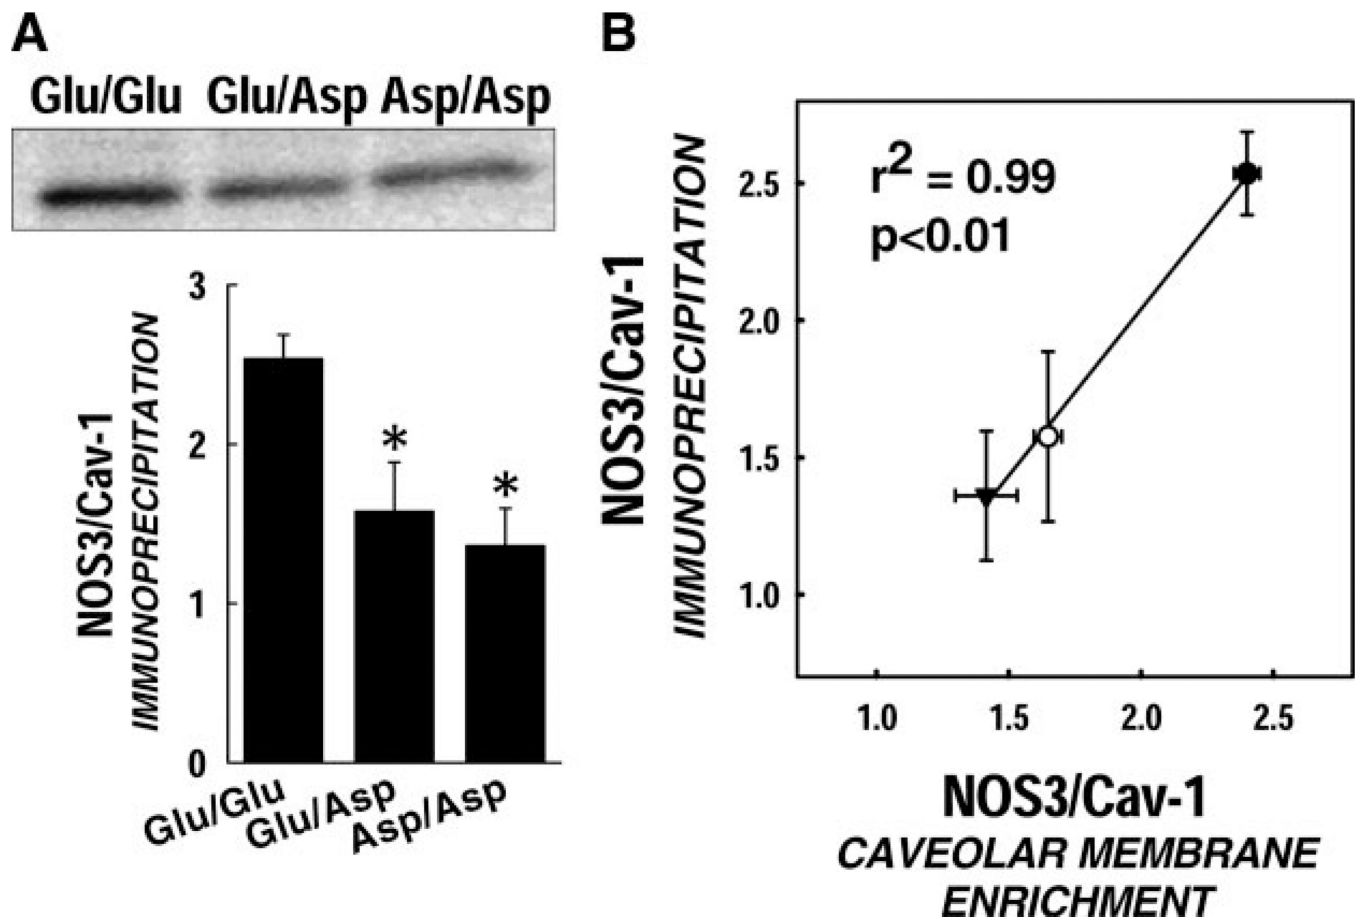 A
Glu/Glu Glu/Asp Asp/Asp
NOS3/Cav-1
IMMUNOPRECIPITATION
3
2
1
0
*
*
Glu/Glu
Glu/Asp
Asp/Asp
B
NOS3/Cav-1
IMMUNOPRECIPITATION
r² = 0.99
p<0.01
2.5
2.0
1.5
1.0
1.0 1.5 2.0 2.5
NOS3/Cav-1
CAVEOLAR MEMBRANE
ENRICHMENT